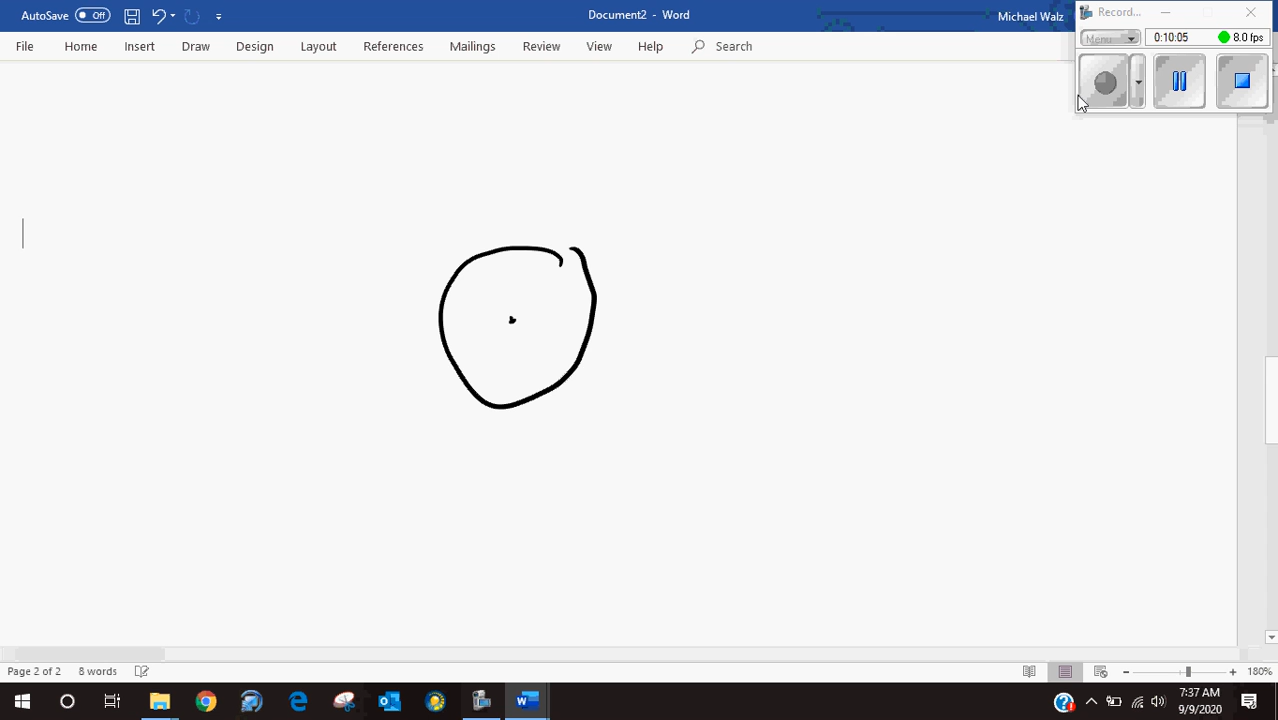 AutoSave Off Document2 - Word Michael Walz Record...
File Home Insert Draw Design Layout References Mailings Review View Help Search Menu 0:10:05 8.0 fps
Page 2 of 2 8 words 180%
7:37 AM
9/9/2020